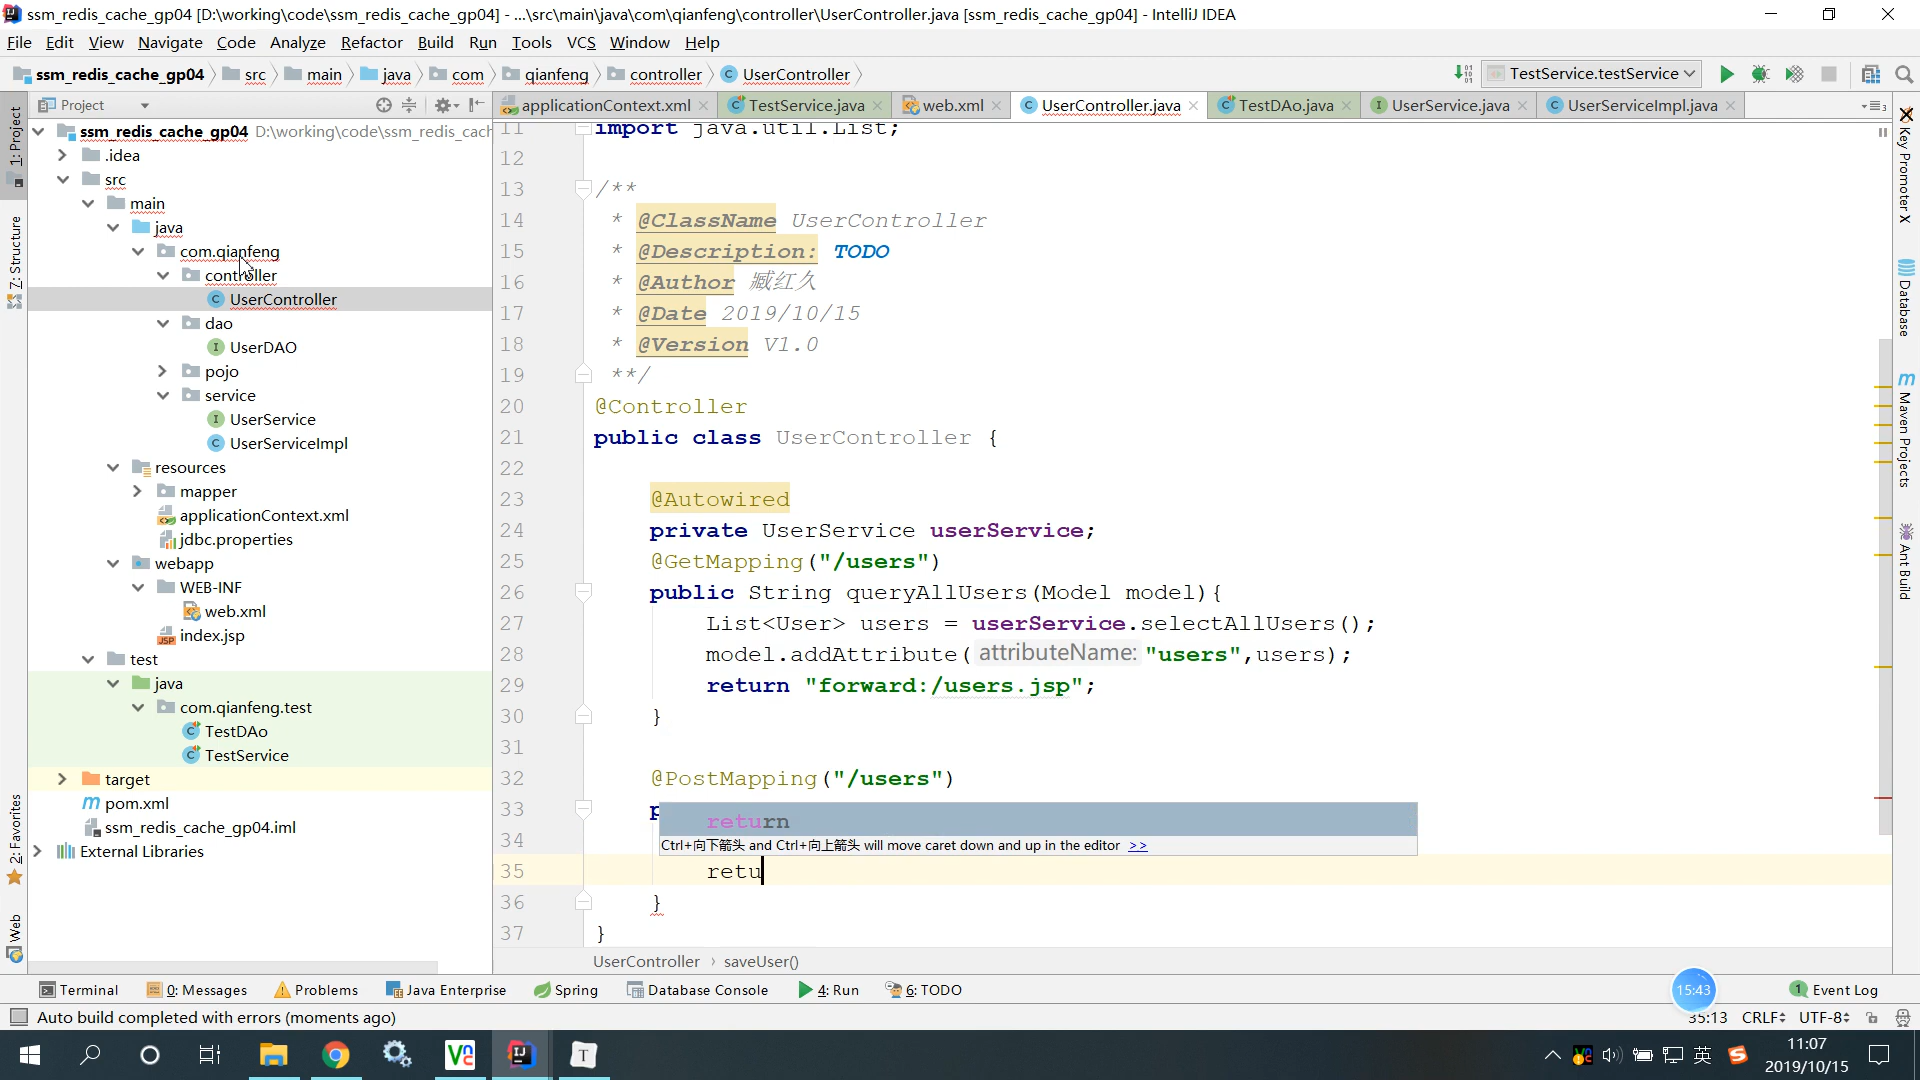 ssm_redis_cache_gp04 [D:\working\code\ssm_redis_cache_gp04] - ...\src\main\java\com\qianfeng\controller\UserController.java [ssm_redis_cache_gp04] - IntelliJ IDEA
File Edit View Navigate Code Analyze Refactor Build Run Tools VCS Window Help
ssm_redis_cache_gp04 src main java com qianfeng controller UserController
TestService.testService
Project
applicationContext.xml TestService.java web.xml UserController.java TestDAo.java UserService.java UserServiceImpl.java
1: Project
Z: Structure
2: Favorites
Web
ssm_redis_cache_gp04 D:\working\code\ssm_redis_cach
.idea
src
main
java
com.qianfeng
controller
UserController
dao
UserDAO
pojo
service
UserService
UserServiceImpl
resources
mapper
applicationContext.xml
jdbc.properties
webapp
WEB-INF
web.xml
index.jsp
test
java
com.qianfeng.test
TestDAo
TestService
target
pom.xml
ssm_redis_cache_gp04.iml
External Libraries
11 import java.util.List;
12
13 /**
14 * @ClassName UserController
15 * @Description: TODO
16 * @Author 臧红久
17 * @Date 2019/10/15
18 * @Version V1.0
19 **/
20 @Controller
21 public class UserController {
22
23 @Autowired
24 private UserService userService;
25 @GetMapping("/users")
26 public String queryAllUsers(Model model){
27 List<User> users = userService.selectAllUsers();
28 model.addAttribute( attributeName: "users",users);
29 return "forward:/users.jsp";
30 }
31
32 @PostMapping("/users")
33 p
return
34
Ctrl+向下箭头 and Ctrl+向上箭头 will move caret down and up in the editor >>
35 retu
36 }
37 }
UserController › saveUser()
Key Promoter X
Database
Maven Projects
Ant Build
Terminal 0: Messages Problems Java Enterprise Spring Database Console 4: Run 6: TODO
15:43
1 Event Log
Auto build completed with errors (moments ago)
35:13 CRLF UTF-8
英
11:07
2019/10/15